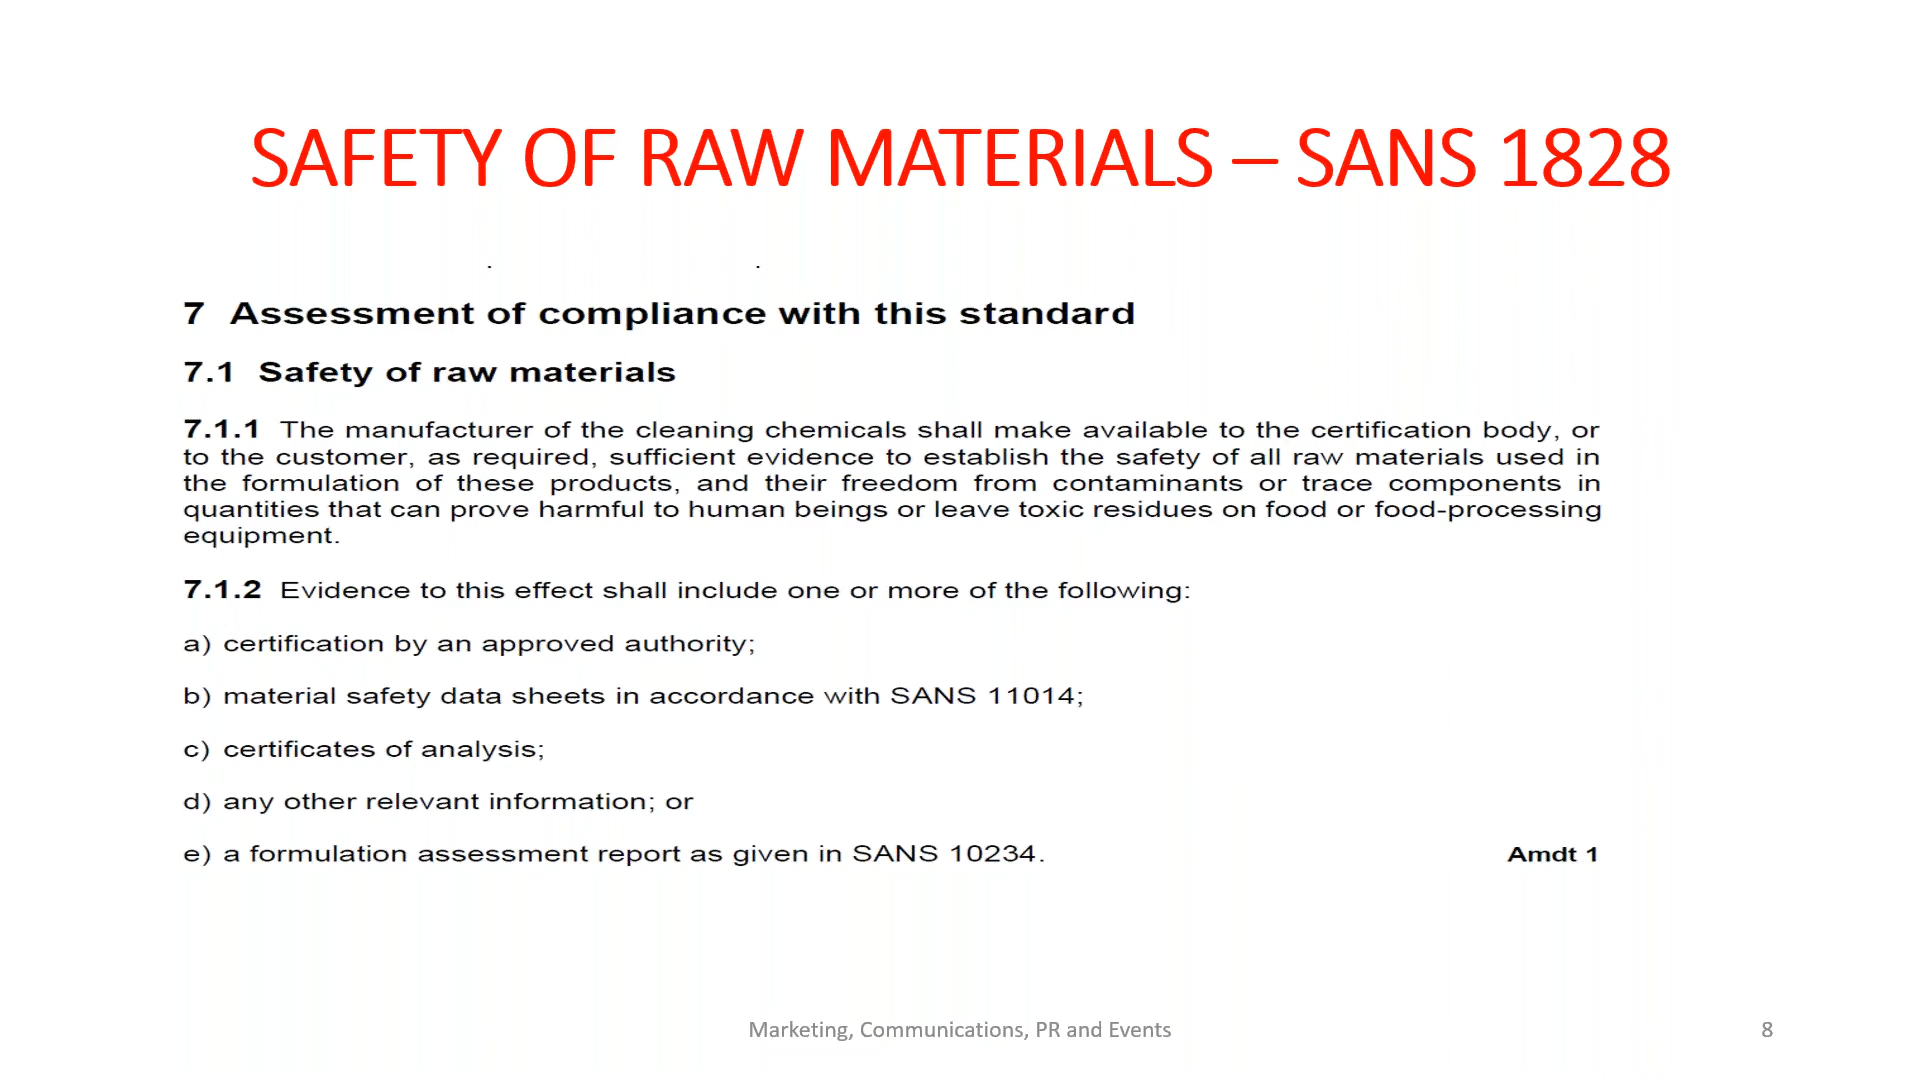 SAFETY OF RAW MATERIALS – SANS 1828
7 Assessment of compliance with this standard
7.1 Safety of raw materials
7.1.1 The manufacturer of the cleaning chemicals shall make available to the certification body, or
to the customer, as required, sufficient evidence to establish the safety of all raw materials used in
the formulation of these products, and their freedom from contaminants or trace components in
quantities that can prove harmful to human beings or leave toxic residues on food or food-processing
equipment.
7.1.2 Evidence to this effect shall include one or more of the following:
a) certification by an approved authority;
b) material safety data sheets in accordance with SANS 11014;
c) certificates of analysis;
d) any other relevant information; or
e) a formulation assessment report as given in SANS 10234. Amdt 1
Marketing, Communications, PR and Events 8